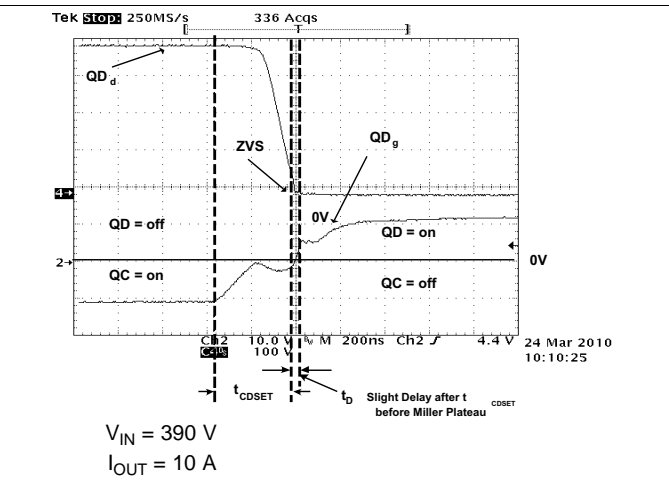 Tek Stop: 250MS/s 336 Acqs
T
QDd
ZVS
QDg
4→
0V
QD = off
QD = on
2→
0V
QC = on
QC = off
Ch2 10.0 V M 200ns Ch2 4.4 V
100 V
24 Mar 2010
10:10:25
tCDSET
tD
Slight Delay after tCDSET
before Miller Plateau
VIN = 390 V
IOUT = 10 A